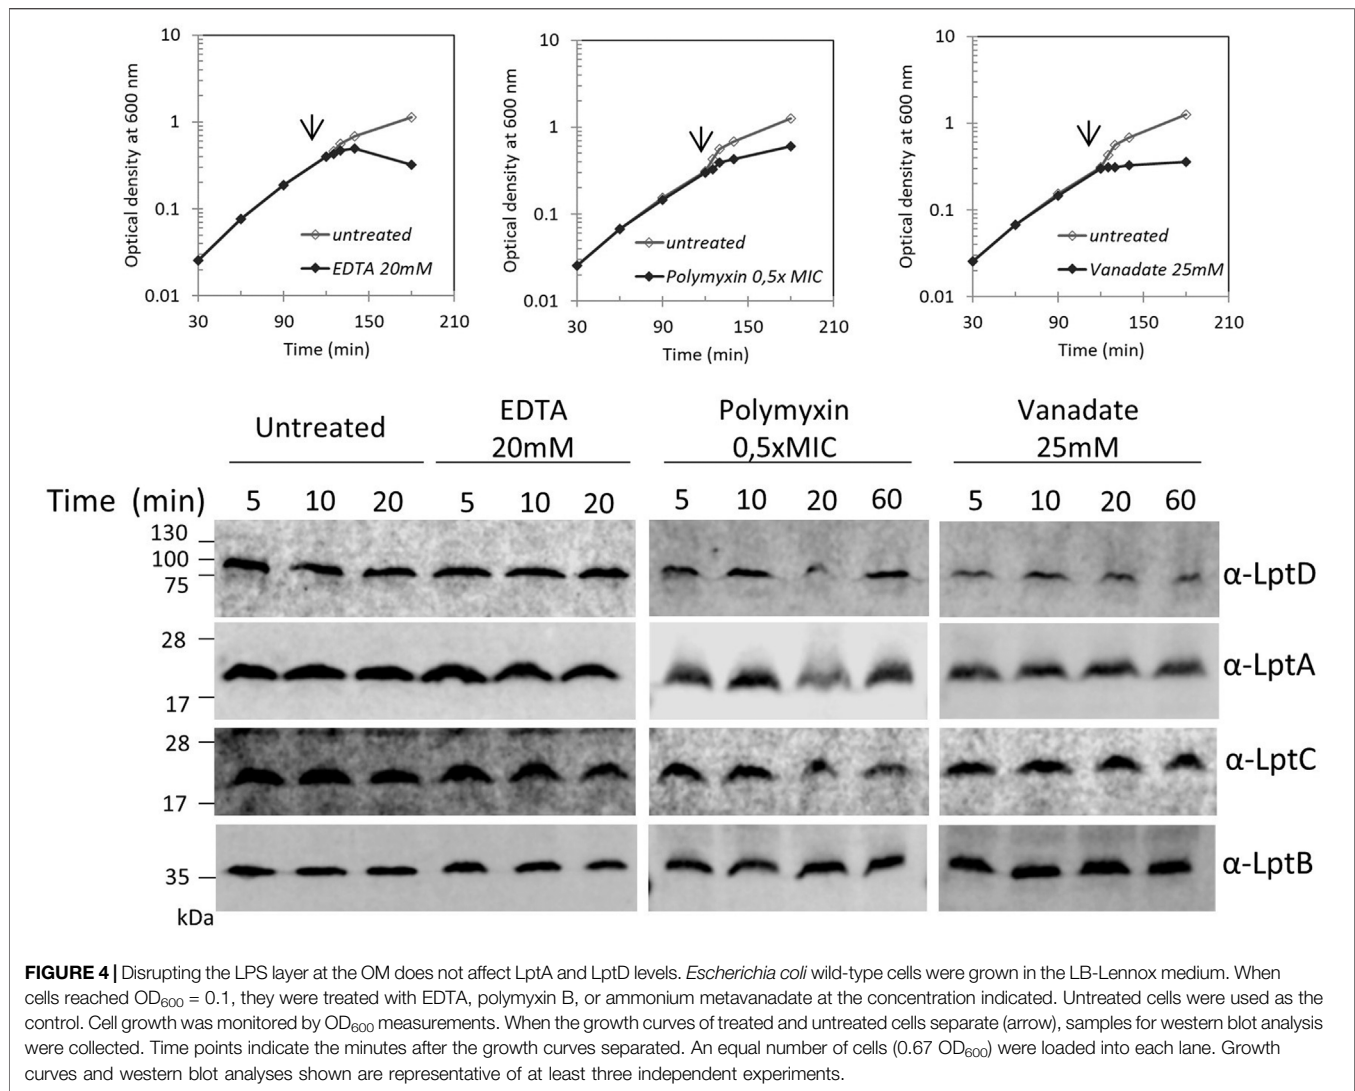 10
1
0.1
0.01
Optical density at 600 nm
untreated
EDTA 20mM
30 90 150 210
Time (min)
10
1
0.1
0.01
Optical density at 600 nm
untreated
Polymyxin 0,5x MIC
30 90 150 210
Time (min)
10
1
0.1
0.01
Optical density at 600 nm
untreated
Vanadate 25mM
30 90 150 210
Time (min)
Untreated
EDTA
20mM
Polymyxin
0,5xMIC
Vanadate
25mM
Time (min) 5 10 20 5 10 20 5 10 20 60 5 10 20 60
130
100
75
α-LptD
28
17
α-LptA
28
17
α-LptC
35
α-LptB
kDa
FIGURE 4 | Disrupting the LPS layer at the OM does not affect LptA and LptD levels. Escherichia coli wild-type cells were grown in the LB-Lennox medium. When
cells reached OD600 = 0.1, they were treated with EDTA, polymyxin B, or ammonium metavanadate at the concentration indicated. Untreated cells were used as the
control. Cell growth was monitored by OD600 measurements. When the growth curves of treated and untreated cells separate (arrow), samples for western blot analysis
were collected. Time points indicate the minutes after the growth curves separated. An equal number of cells (0.67 OD600) were loaded into each lane. Growth
curves and western blot analyses shown are representative of at least three independent experiments.